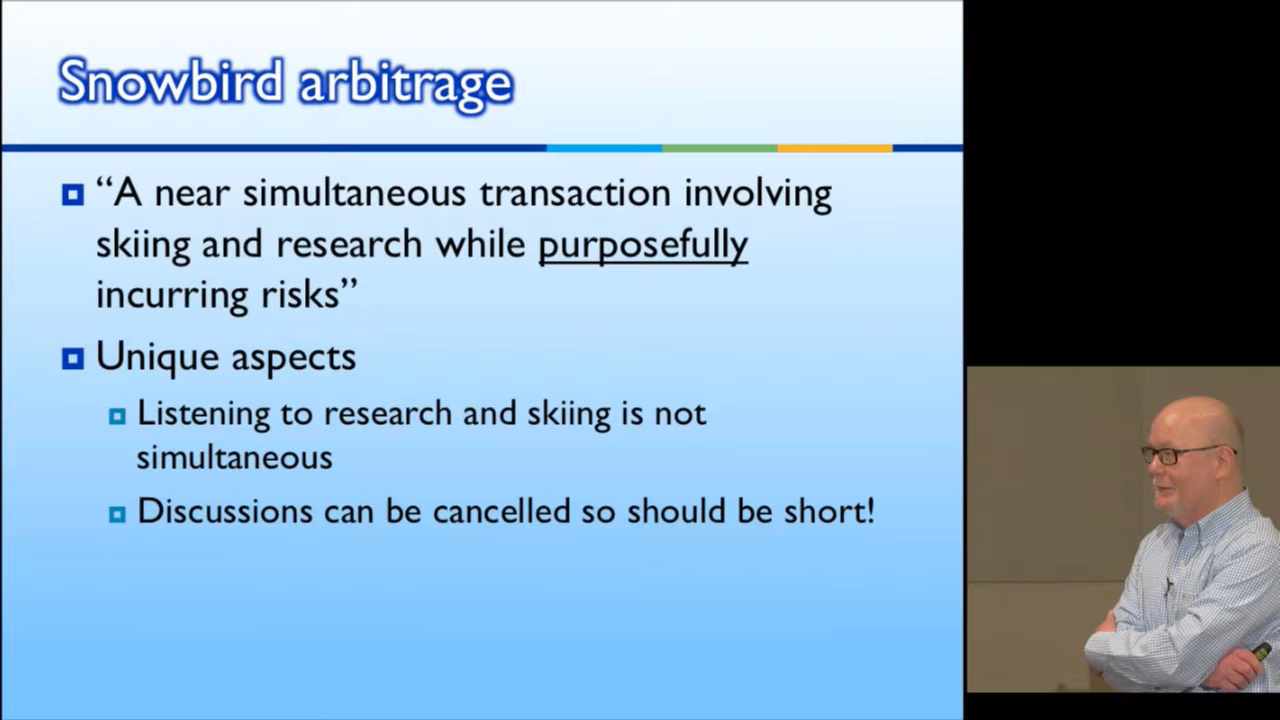 Snowbird arbitrage
“A near simultaneous transaction involving
skiing and research while purposefully
incurring risks”
Unique aspects
Listening to research and skiing is not
simultaneous
Discussions can be cancelled so should be short!